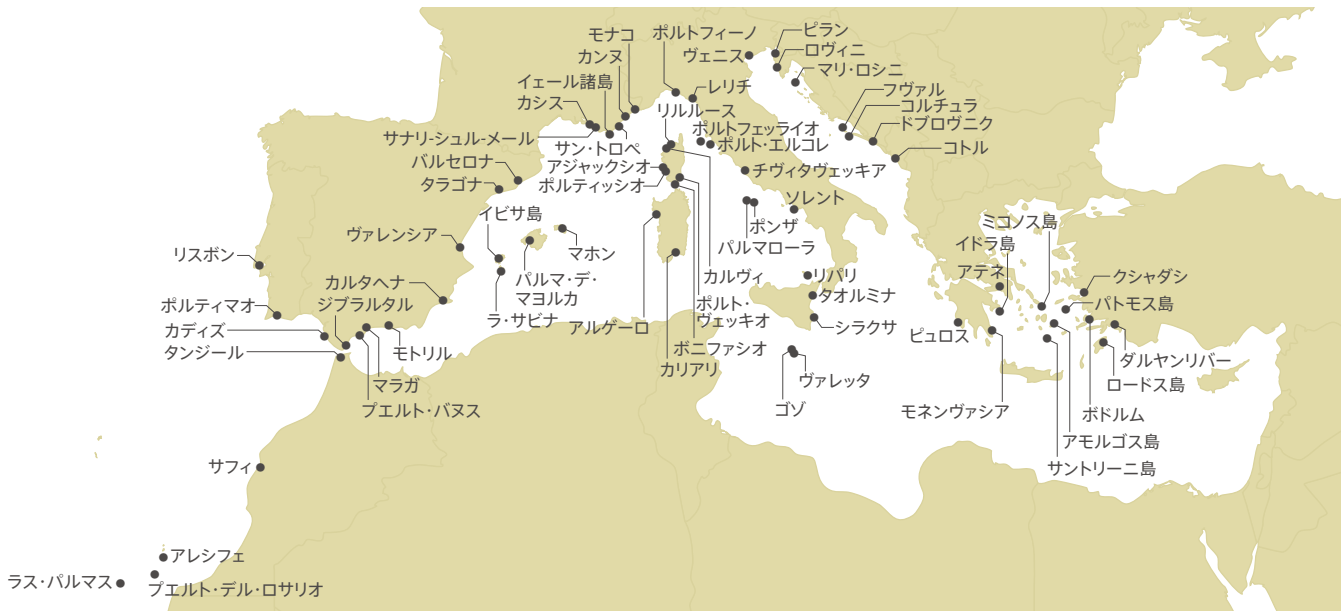 モナコ
カンヌ
イェール諸島
カシス
サナリ・シュル・メール
バルセロナ
タラゴナ
ポルトフィーノ
ヴェニス
ピラン
ロヴィニ
マリ・ロシニ
レリチ
リルルース
サン・トロペ
アジャックシオ
ポルティッシオ
ポルトフェッライオ
ポルト・エルコレ
チヴィタヴェッキア
フヴァル
コルチュラ
ドブロヴニク
コトル
ソレント
ポンザ
パルマローラ
イビサ島
ヴァレンシア
マホン
パルマ・デ・
マヨルカ
ラ・サビナ
アルゲーロ
カルヴィ
ポルト・
ヴェッキオ
ボニファシオ
カリアリ
リパリ
タオルミナ
シラクサ
ヴァレッタ
ゴゾ
リスボン
ポルティマオ
カディズ
タンジール
カルタヘナ
ジブラルタル
モトリル
マラガ
プエルト・バヌス
ミコノス島
イドラ島
アテネ
ピュロス
モネンヴァシア
クシャダシ
パトモス島
ダルヤンリバー
ロードス島
ボドルム
アモルゴス島
サントリーニ島
サフィ
アレシフェ
ラス・パルマス
プエルト・デル・ロサリオ